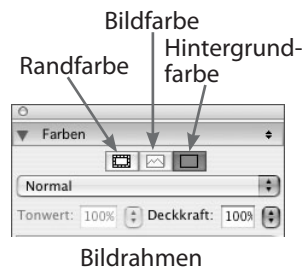 Bildfarbe
Hintergrund-
farbe
Randfarbe
Farben
Normal
Tonwert: 100% Deckkraft: 100%
Bildrahmen